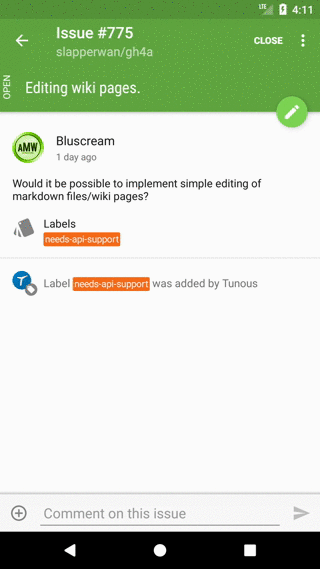 LTE 4:11
Issue #775
slapperwan/gh4a
CLOSE
OPEN
Editing wiki pages.
AMW
Bluscream
1 day ago
Would it be possible to implement simple editing of
markdown files/wiki pages?
Labels
needs-api-support
Label needs-api-support was added by Tunous
Comment on this issue